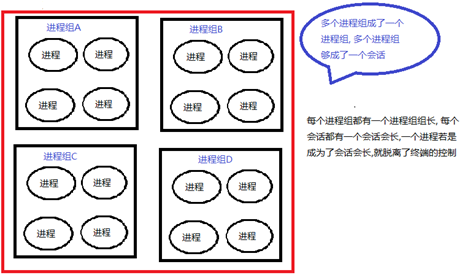 进程组A
进程 进程
进程 进程
进程组B
进程 进程
进程 进程
进程组C
进程 进程
进程 进程
进程组D
进程 进程
进程 进程
多个进程组成了一个
进程组, 多个进程组
够成了一个会话
每个进程组都有一个进程组组长, 每个
会话都有一个会话会长,一个进程若是
成为了会话会长,就脱离了终端的控制